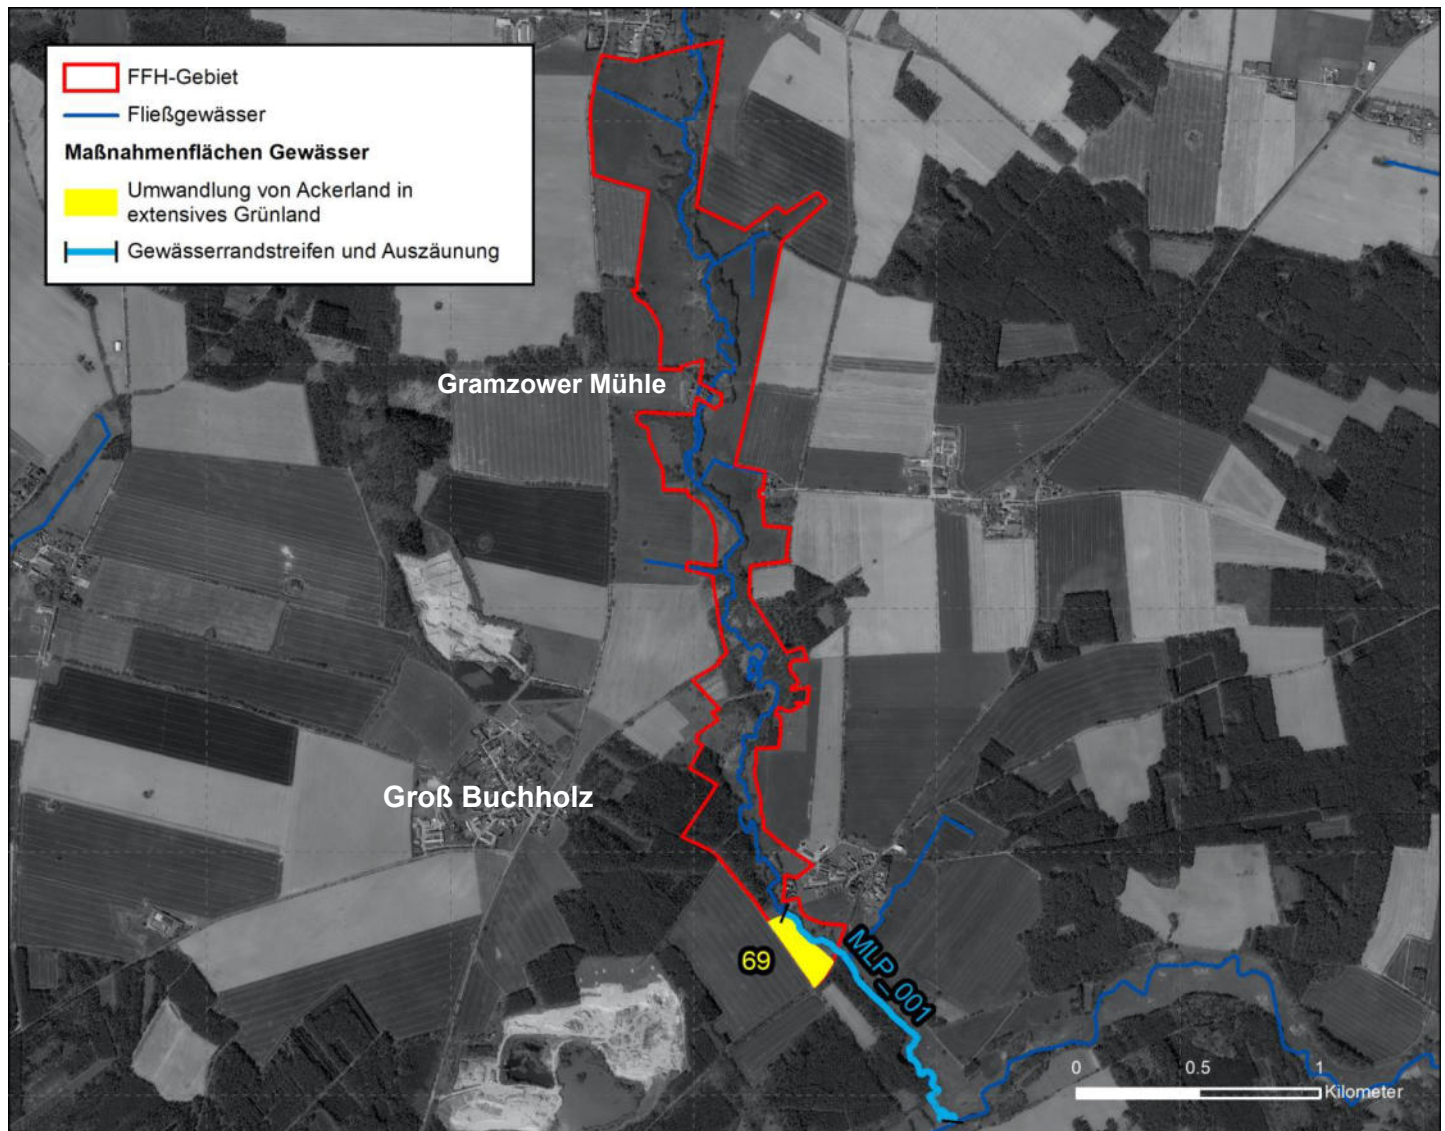 FFH-Gebiet
Fließgewässer
Maßnahmenflächen Gewässer
Umwandlung von Ackerland in
extensives Grünland
Gewässerrandstreifen und Auszäunung
Gramzower Mühle
Groß Buchholz
69
MLP_001
0 0.5 1
Kilometer